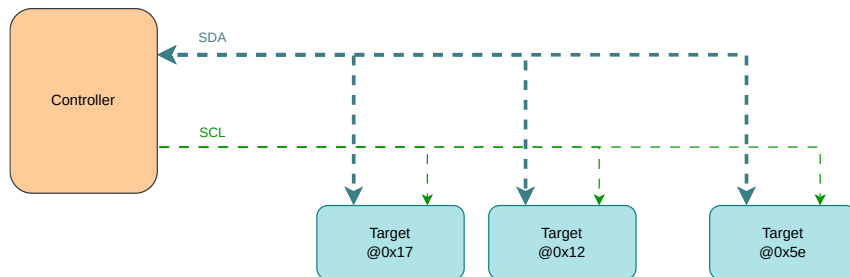 SDA
Controller
SCL
Target
@0x17
Target
@0x12
Target
@0x5e